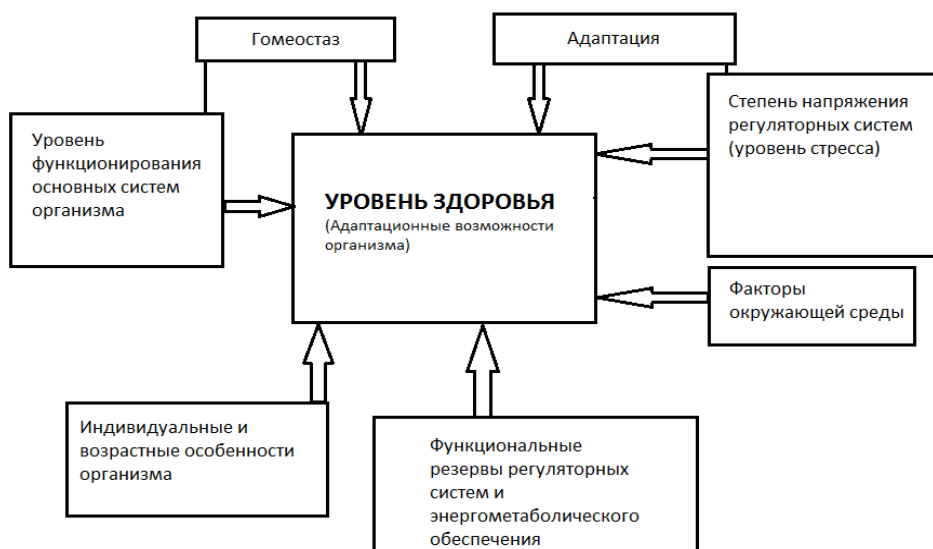 Гомеостаз
Адаптация
Уровень
функционирования
основных систем
организма
Степень напряжения
регуляторных систем
(уровень стресса)
УРОВЕНЬ ЗДОРОВЬЯ
(Адаптационные возможности
организма)
Факторы
окружающей среды
Индивидуальные и
возрастные особенности
организма
Функциональные
резервы регуляторных
систем и
энергометаболического
обеспечения